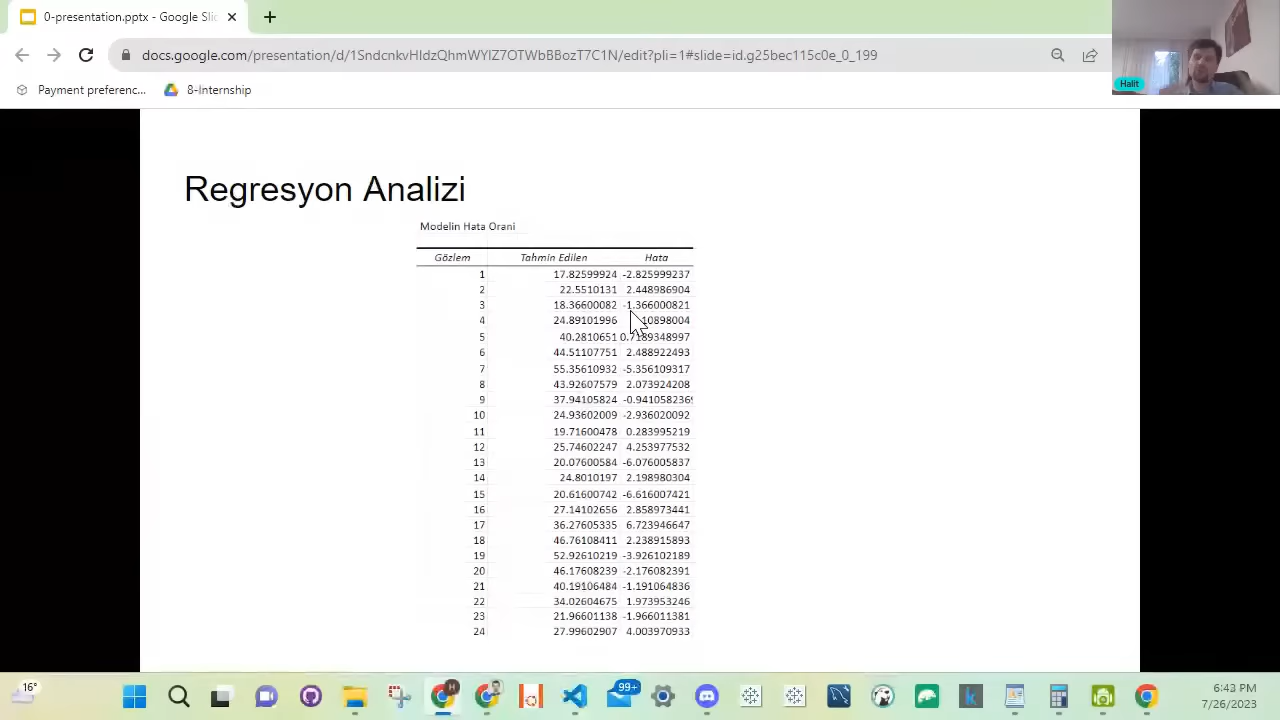 0-presentation.pptx - Google Slic
docs.google.com/presentation/d/1SndcnkvHIdzQhmWYlZ7OTWbBBozT7C1N/edit?pli=1#slide=id.g25bec115c0e_0_199
Payment preferenc... 8-Internship
Halit
Regresyon Analizi
Modelin Hata Orani
Gözlem Tahmin Edilen Hata
1 17.82599924 -2.825999237
2 22.5510131 2.448986904
3 18.36600082 -1.366000821
4 24.89101996 10898004
5 40.2810651 0.7189348997
6 44.51107751 2.488922493
7 55.35610932 -5.356109317
8 43.92607579 2.073924208
9 37.94105824 -0.941058236
10 24.93602009 -2.936020092
11 19.71600478 0.283995219
12 25.74602247 4.253977532
13 20.07600584 -6.076005837
14 24.8010197 2.198980304
15 20.61600742 -6.616007421
16 27.14102656 2.858973441
17 36.27605335 6.723946647
18 46.76108411 2.238915893
19 52.92610219 -3.926102189
20 46.17608239 -2.176082391
21 40.19106484 -1.191064836
22 34.02604675 1.973953246
23 21.96601138 -1.966011381
24 27.99602907 4.003970933
16°
99+
6:43 PM
7/26/2023